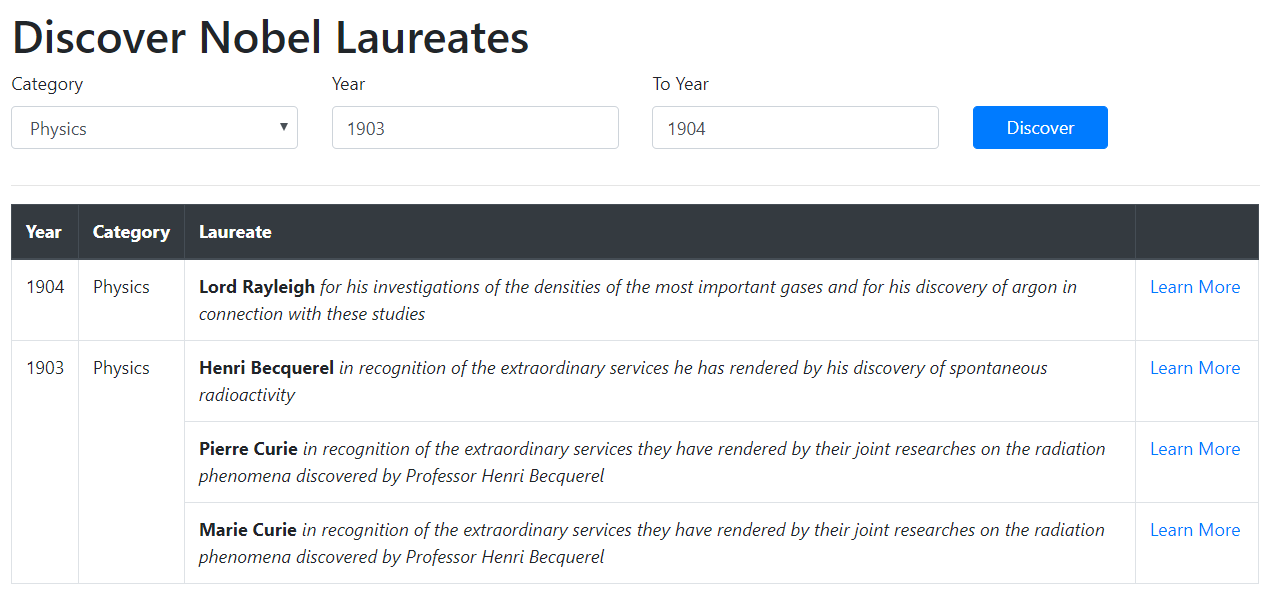 Discover Nobel Laureates
Category Year To Year
Physics 1903 1904 Discover
Year Category Laureate
1904 Physics Lord Rayleigh for his investigations of the densities of the most important gases and for his discovery of argon in Learn More
connection with these studies
1903 Physics Henri Becquerel in recognition of the extraordinary services he has rendered by his discovery of spontaneous Learn More
radioactivity
Pierre Curie in recognition of the extraordinary services they have rendered by their joint researches on the radiation Learn More
phenomena discovered by Professor Henri Becquerel
Marie Curie in recognition of the extraordinary services they have rendered by their joint researches on the radiation Learn More
phenomena discovered by Professor Henri Becquerel